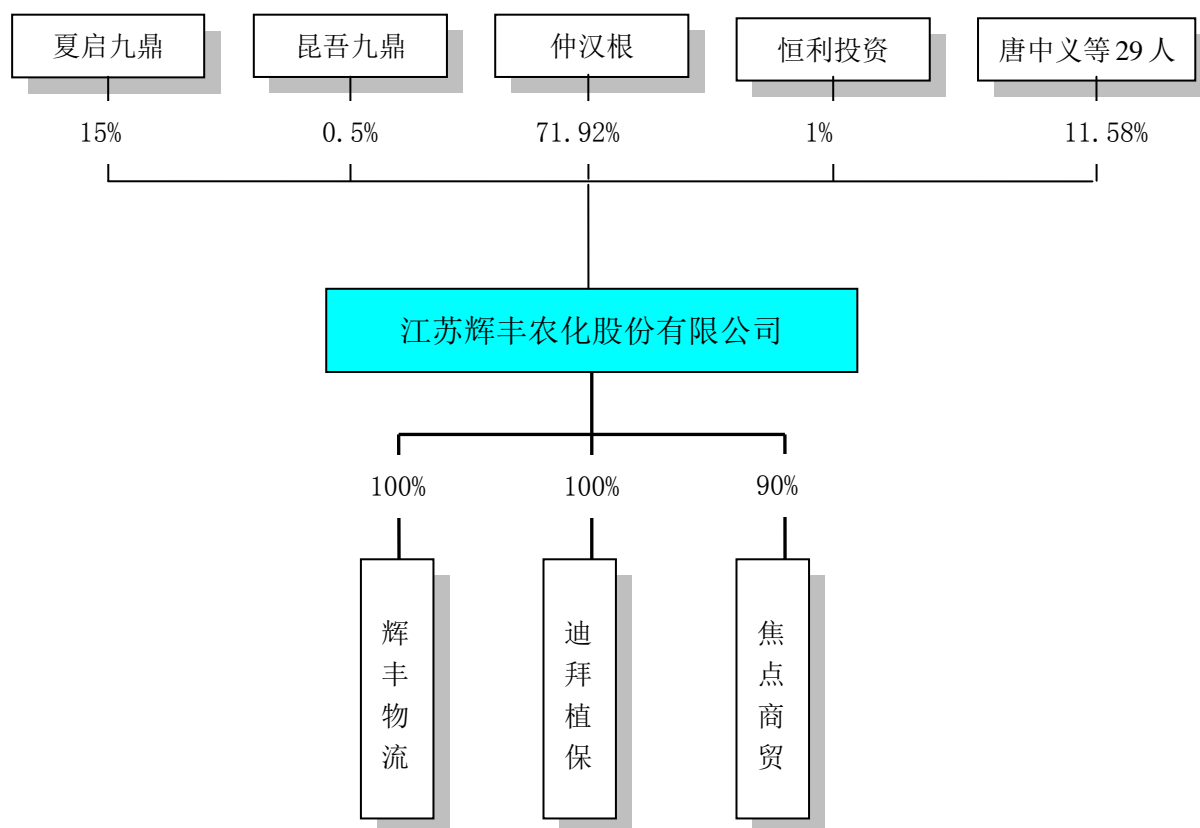 夏启九鼎
昆吾九鼎
仲汉根
恒利投资
唐中义等29人
15%
0.5%
71.92%
1%
11.58%
江苏辉丰农化股份有限公司
100%
100%
90%
辉丰物流
迪拜植保
焦点商贸